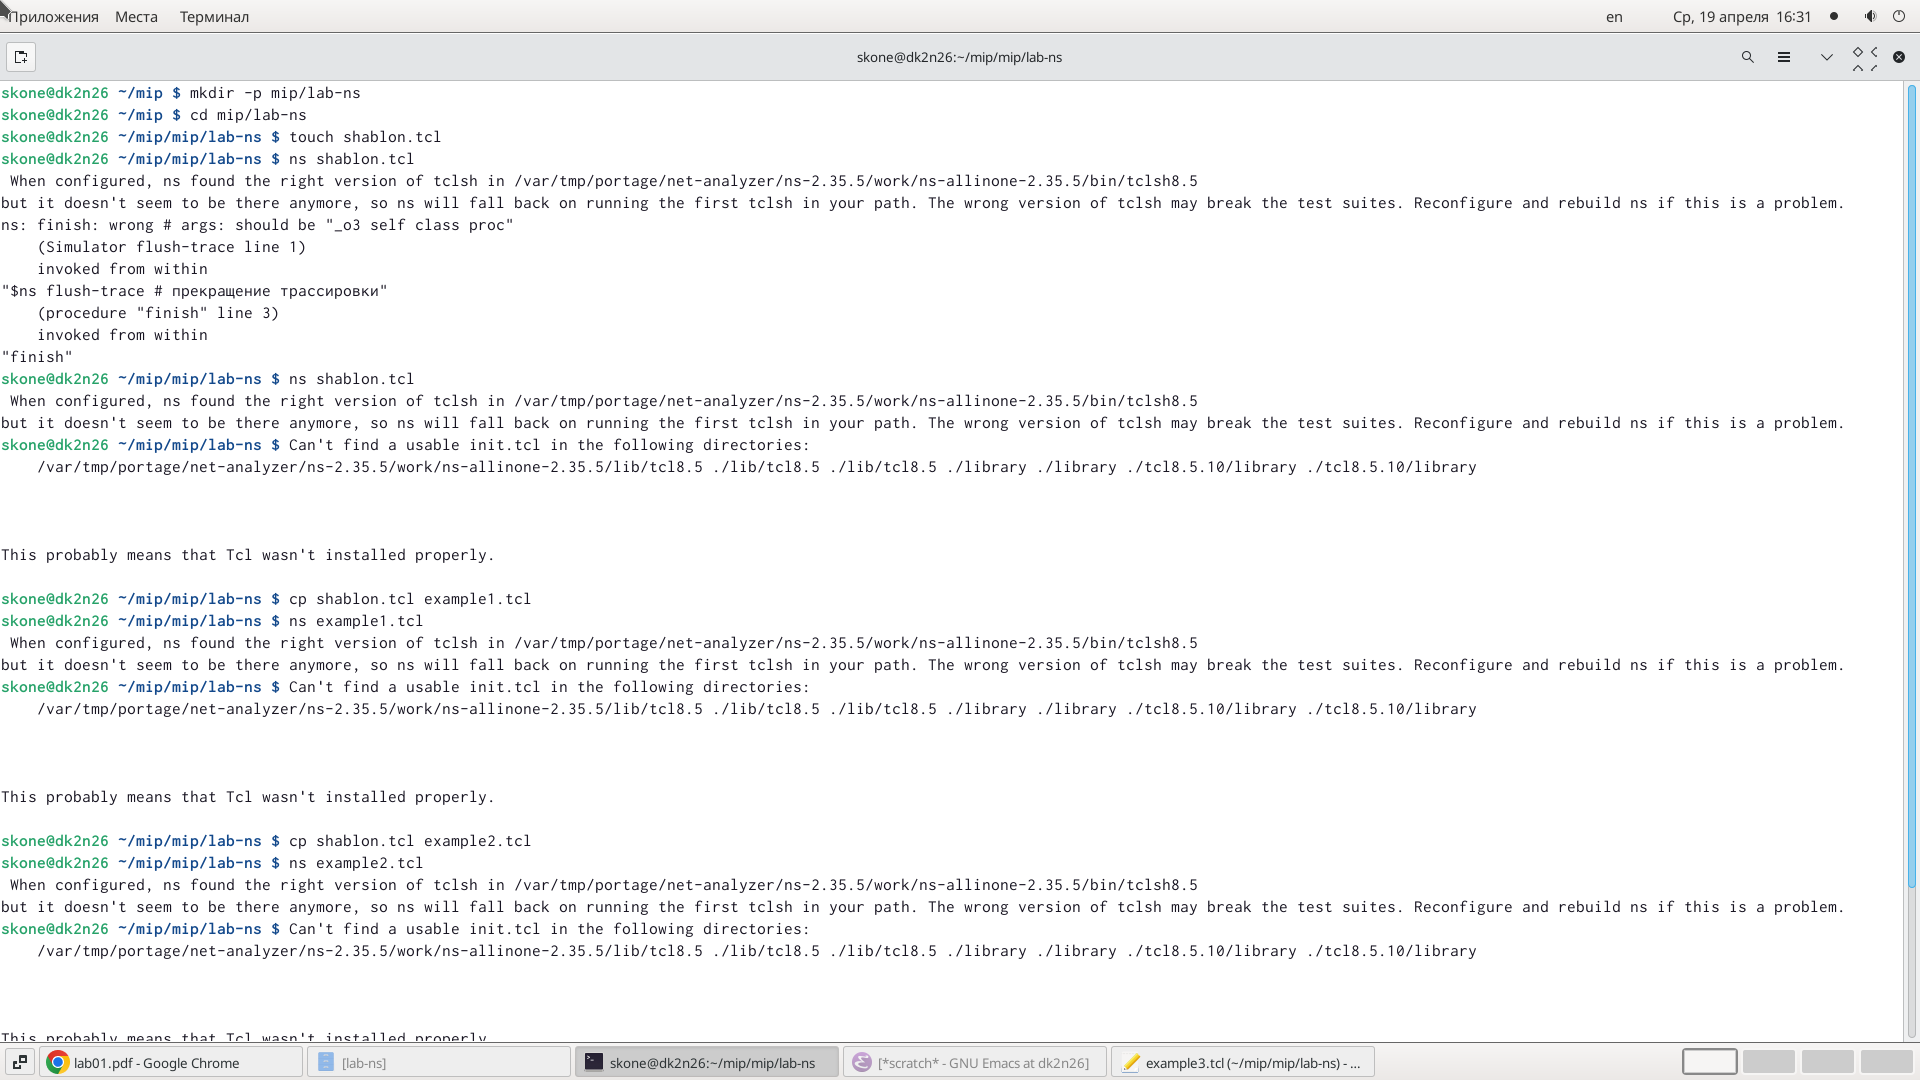 Приложения Места Терминал en Ср, 19 апреля 16:31
skone@dk2n26:~/mip/mip/lab-ns
skone@dk2n26 ~/mip $ mkdir -p mip/lab-ns
skone@dk2n26 ~/mip $ cd mip/lab-ns
skone@dk2n26 ~/mip/mip/lab-ns $ touch shablon.tcl
skone@dk2n26 ~/mip/mip/lab-ns $ ns shablon.tcl
 When configured, ns found the right version of tclsh in /var/tmp/portage/net-analyzer/ns-2.35.5/work/ns-allinone-2.35.5/bin/tclsh8.5
but it doesn't seem to be there anymore, so ns will fall back on running the first tclsh in your path. The wrong version of tclsh may break the test suites. Reconfigure and rebuild ns if this is a problem.
ns: finish: wrong # args: should be "_o3 self class proc"
    (Simulator flush-trace line 1)
    invoked from within
"$ns flush-trace # прекращение трассировки"
    (procedure "finish" line 3)
    invoked from within
"finish"
skone@dk2n26 ~/mip/mip/lab-ns $ ns shablon.tcl
 When configured, ns found the right version of tclsh in /var/tmp/portage/net-analyzer/ns-2.35.5/work/ns-allinone-2.35.5/bin/tclsh8.5
but it doesn't seem to be there anymore, so ns will fall back on running the first tclsh in your path. The wrong version of tclsh may break the test suites. Reconfigure and rebuild ns if this is a problem.
skone@dk2n26 ~/mip/mip/lab-ns $ Can't find a usable init.tcl in the following directories:
    /var/tmp/portage/net-analyzer/ns-2.35.5/work/ns-allinone-2.35.5/lib/tcl8.5 ./lib/tcl8.5 ./lib/tcl8.5 ./library ./library ./tcl8.5.10/library ./tcl8.5.10/library
This probably means that Tcl wasn't installed properly.
skone@dk2n26 ~/mip/mip/lab-ns $ cp shablon.tcl example1.tcl
skone@dk2n26 ~/mip/mip/lab-ns $ ns example1.tcl
 When configured, ns found the right version of tclsh in /var/tmp/portage/net-analyzer/ns-2.35.5/work/ns-allinone-2.35.5/bin/tclsh8.5
but it doesn't seem to be there anymore, so ns will fall back on running the first tclsh in your path. The wrong version of tclsh may break the test suites. Reconfigure and rebuild ns if this is a problem.
skone@dk2n26 ~/mip/mip/lab-ns $ Can't find a usable init.tcl in the following directories:
    /var/tmp/portage/net-analyzer/ns-2.35.5/work/ns-allinone-2.35.5/lib/tcl8.5 ./lib/tcl8.5 ./lib/tcl8.5 ./library ./library ./tcl8.5.10/library ./tcl8.5.10/library
This probably means that Tcl wasn't installed properly.
skone@dk2n26 ~/mip/mip/lab-ns $ cp shablon.tcl example2.tcl
skone@dk2n26 ~/mip/mip/lab-ns $ ns example2.tcl
 When configured, ns found the right version of tclsh in /var/tmp/portage/net-analyzer/ns-2.35.5/work/ns-allinone-2.35.5/bin/tclsh8.5
but it doesn't seem to be there anymore, so ns will fall back on running the first tclsh in your path. The wrong version of tclsh may break the test suites. Reconfigure and rebuild ns if this is a problem.
skone@dk2n26 ~/mip/mip/lab-ns $ Can't find a usable init.tcl in the following directories:
    /var/tmp/portage/net-analyzer/ns-2.35.5/work/ns-allinone-2.35.5/lib/tcl8.5 ./lib/tcl8.5 ./lib/tcl8.5 ./library ./library ./tcl8.5.10/library ./tcl8.5.10/library
This probably means that Tcl wasn't installed properly.
lab01.pdf - Google Chrome [lab-ns] skone@dk2n26:~/mip/mip/lab-ns [*scratch* - GNU Emacs at dk2n26] example3.tcl (~/mip/mip/lab-ns) - ...